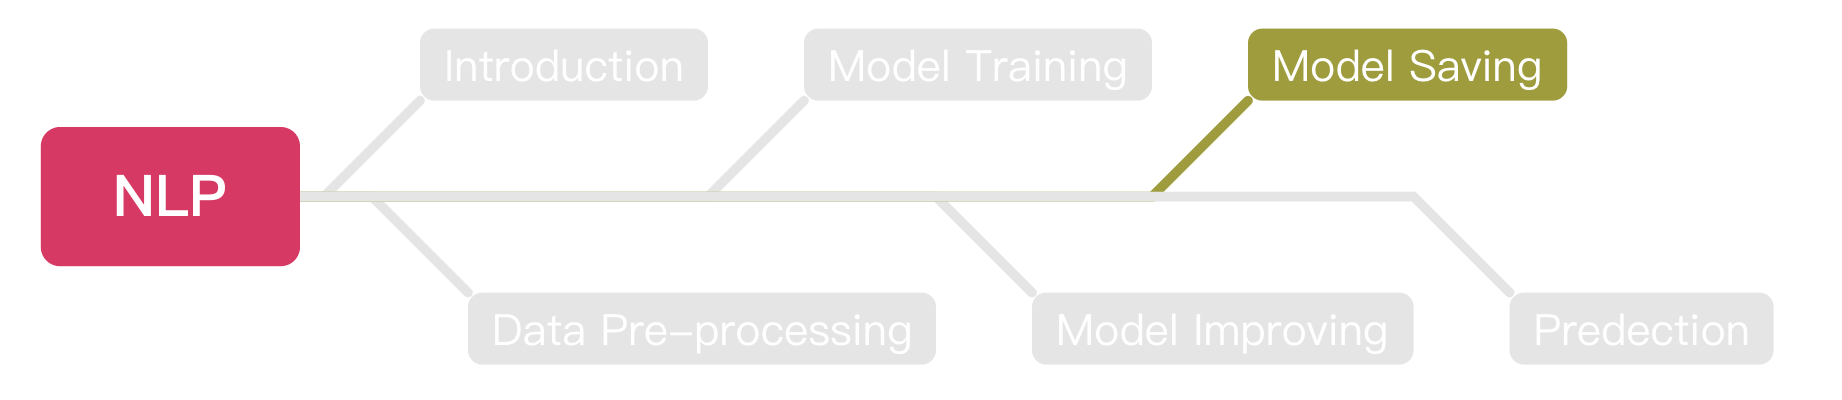 Introduction
Model Training
Model Saving
NLP
Data Pre-processing
Model Improving
Predection